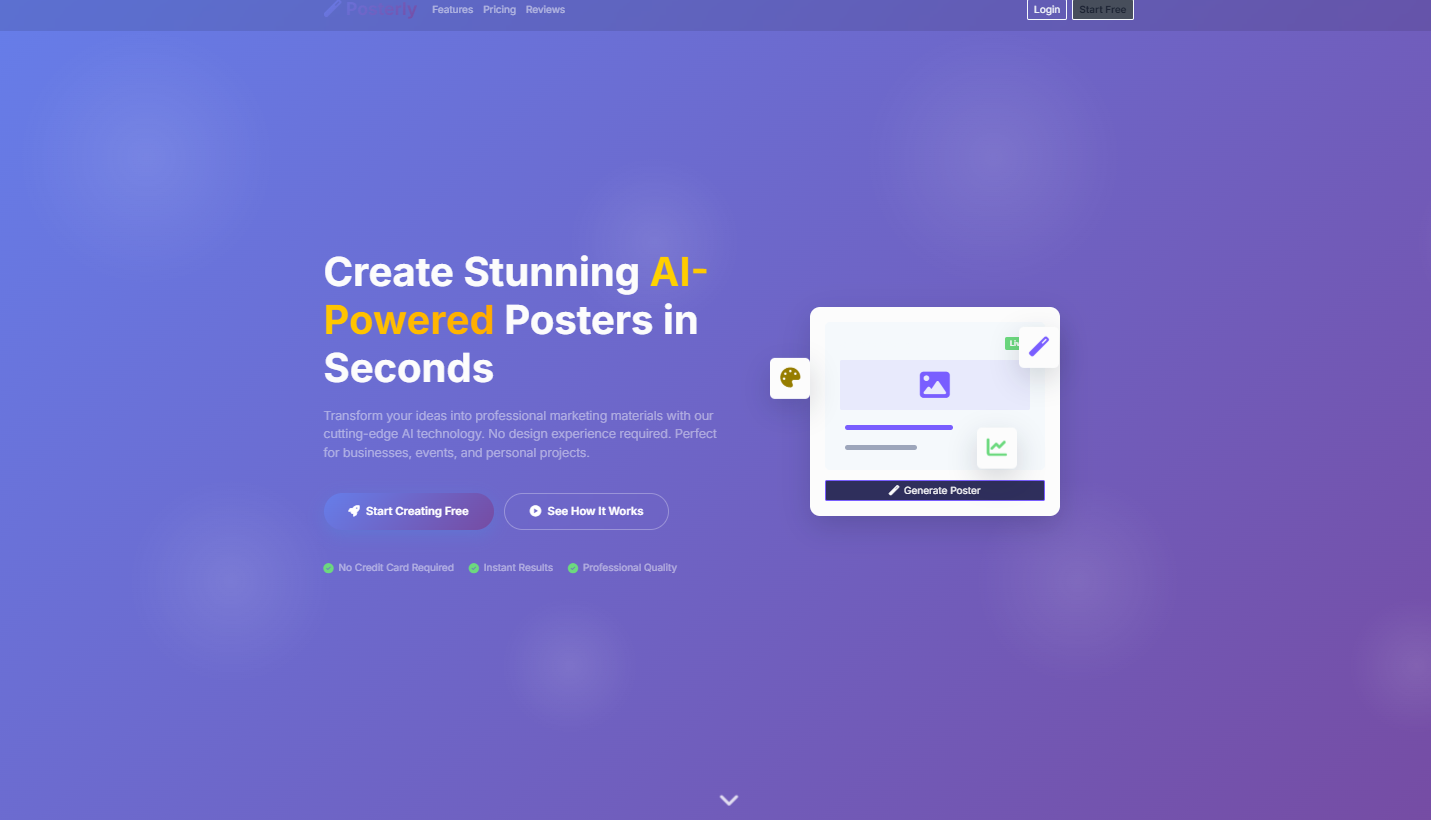 Posterly Features Pricing Reviews Login Start Free
Create Stunning AI-
Powered Posters in
Seconds
Transform your ideas into professional marketing materials with our
cutting-edge AI technology. No design experience required. Perfect
for businesses, events, and personal projects.
Start Creating Free See How It Works
No Credit Card Required Instant Results Professional Quality
Generate Poster